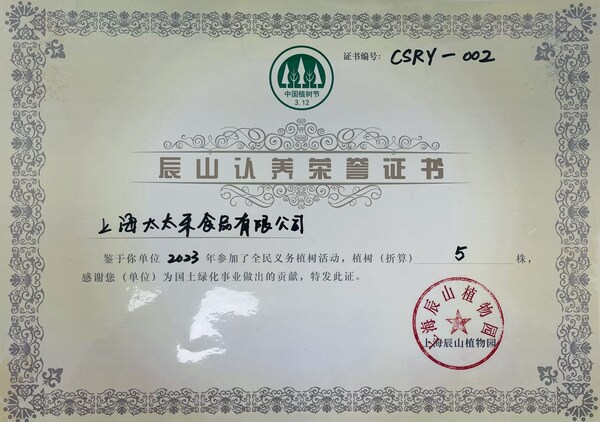 证书编号: CSRY-002
中国植树节
3.12
辰山认养荣誉证书
上海太太禾食品有限公司
鉴于你单位 2023 年参加了全民义务植树活动，植树（折算） 5 株，
感谢您（单位）为国土绿化事业做出的贡献，特发此证。
上海辰山植物园
上海辰山植物园